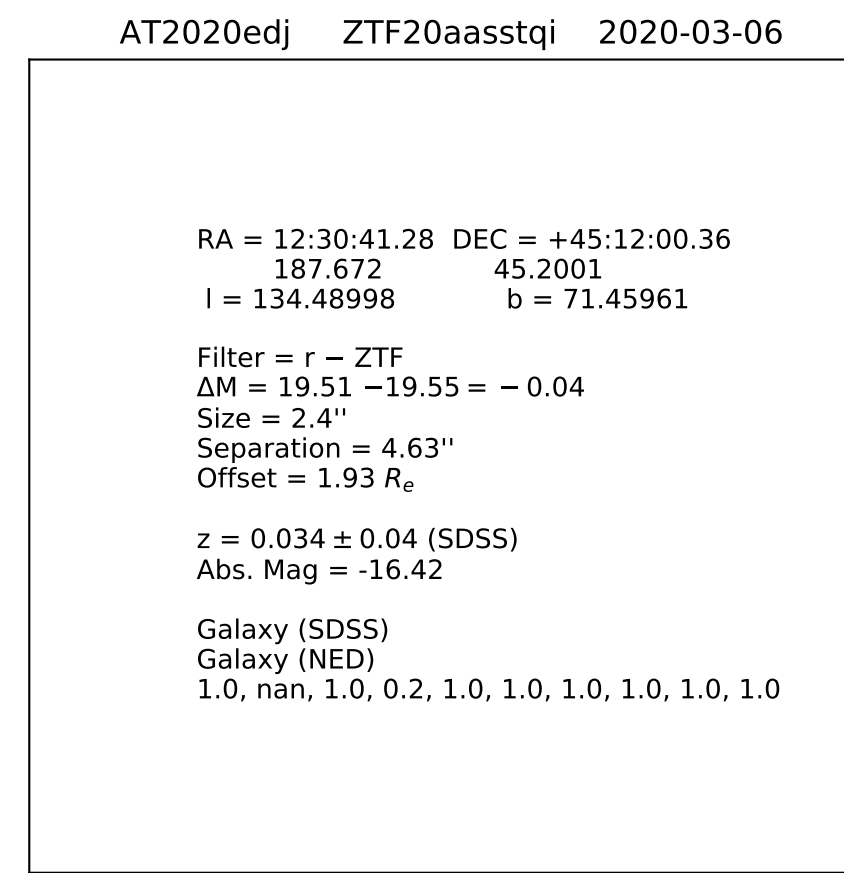 AT2020edj ZTF20aasstqi 2020-03-06
RA = 12:30:41.28 DEC = +45:12:00.36
187.672 45.2001
l = 134.48998 b = 71.45961
Filter = r − ZTF
ΔM = 19.51 −19.55 = − 0.04
Size = 2.4''
Separation = 4.63''
Offset = 1.93 Re
z = 0.034 ± 0.04 (SDSS)
Abs. Mag = -16.42
Galaxy (SDSS)
Galaxy (NED)
1.0, nan, 1.0, 0.2, 1.0, 1.0, 1.0, 1.0, 1.0, 1.0